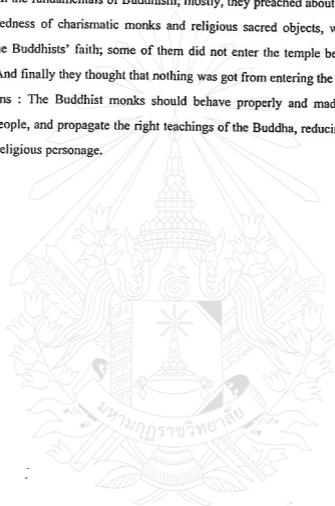 in the fundamentals of Buddhism; mostly, they preached about
edness of charismatic monks and religious sacred objects, w
he Buddhists' faith; some of them did not enter the temple be
And finally they thought that nothing was got from entering the
ns : The Buddhist monks should behave properly and mad
eople, and propagate the right teachings of the Buddha, reducin
eligious personage.
มหามกุฏราชวิทยาลัย